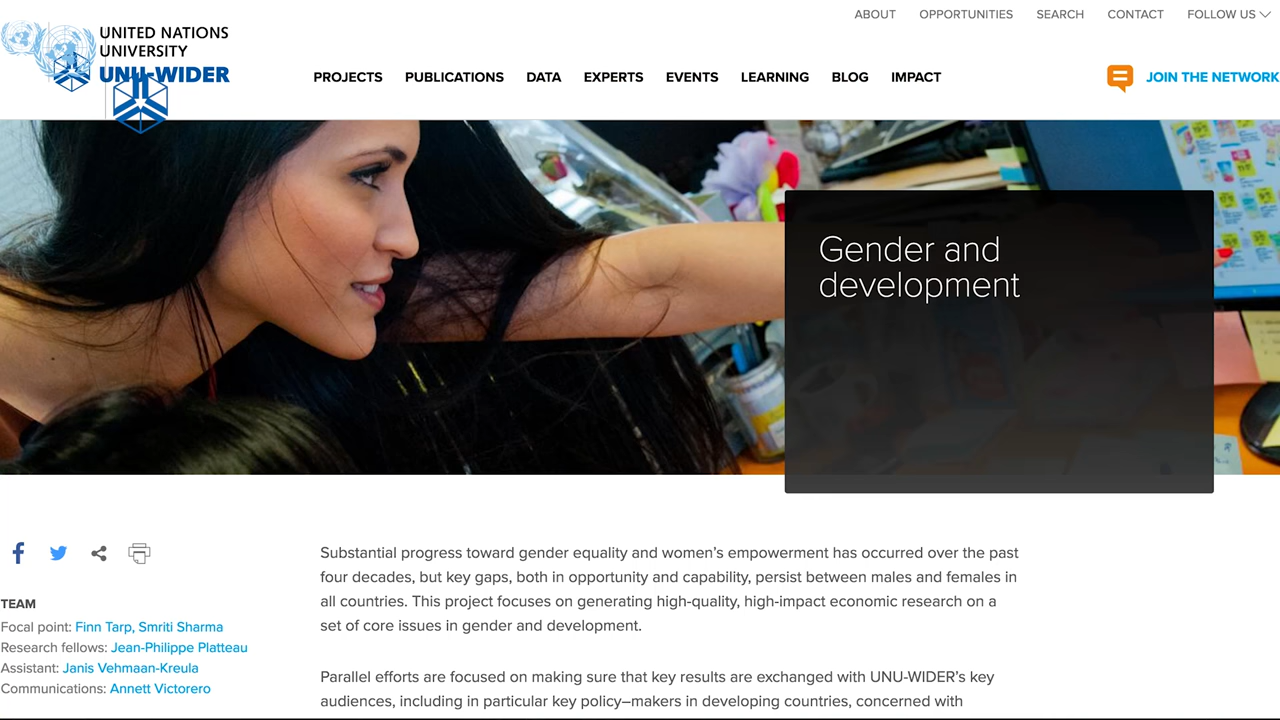 ABOUT OPPORTUNITIES SEARCH CONTACT FOLLOW US
UNITED NATIONS
UNIVERSITY
UNU-WIDER
PROJECTS PUBLICATIONS DATA EXPERTS EVENTS LEARNING BLOG IMPACT
JOIN THE NETWORK
Gender and
development
Substantial progress toward gender equality and women’s empowerment has occurred over the past
four decades, but key gaps, both in opportunity and capability, persist between males and females in
all countries. This project focuses on generating high-quality, high-impact economic research on a
set of core issues in gender and development.
Parallel efforts are focused on making sure that key results are exchanged with UNU-WIDER’s key
audiences, including in particular key policy–makers in developing countries, concerned with
TEAM
Focal point: Finn Tarp, Smriti Sharma
Research fellows: Jean-Philippe Platteau
Assistant: Janis Vehmaan-Kreula
Communications: Annett Victorero